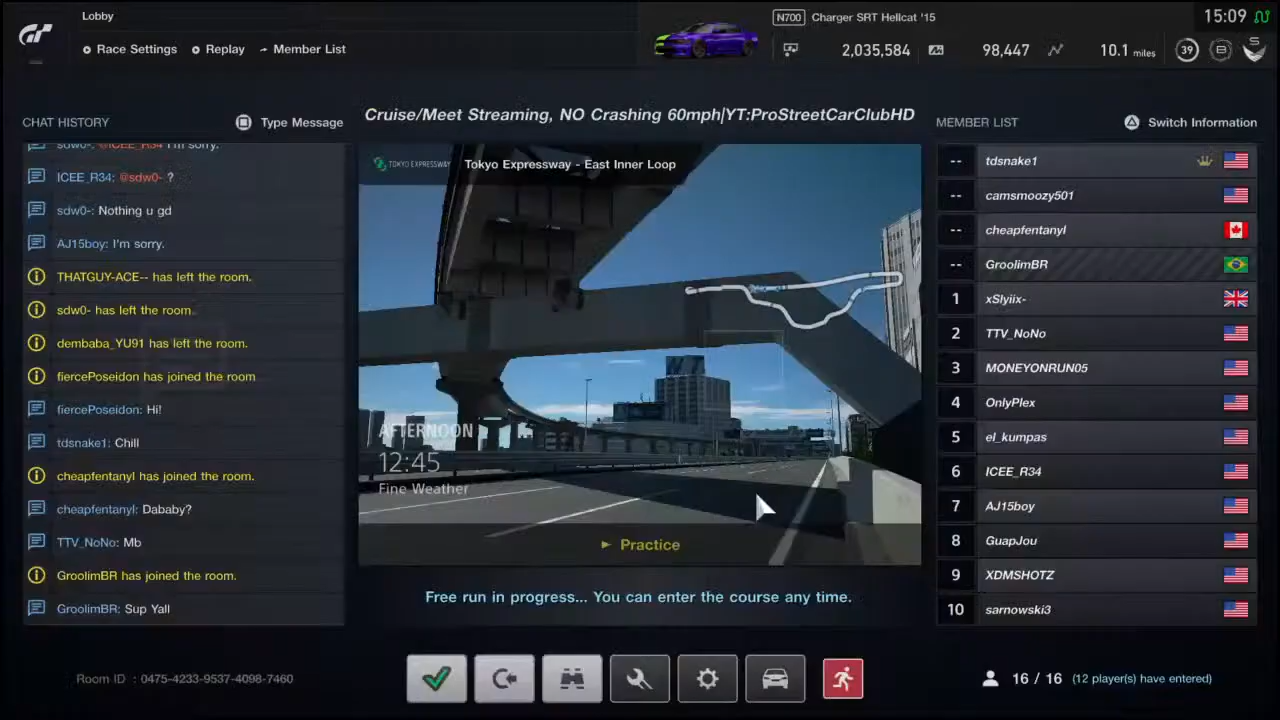 Lobby
Race Settings Replay Member List
N700 Charger SRT Hellcat '15
2,035,584 98,447 10.1 miles 39 B S
15:09
CHAT HISTORY
Type Message
sdw0-: @ICEE_R34 I'm sorry.
ICEE_R34: @sdw0- ?
sdw0-: Nothing u gd
AJ15boy: I'm sorry.
THATGUY-ACE-- has left the room.
sdw0- has left the room.
dembaba_YU91 has left the room.
fiercePoseidon has joined the room
fiercePoseidon: Hi!
tdsnake1: Chill
cheapfentanyl has joined the room.
cheapfentanyl: Dababy?
TTV_NoNo: Mb
GroolimBR has joined the room.
GroolimBR: Sup Yall
Room ID : 0475-4233-9537-4098-7460
Cruise/Meet Streaming, NO Crashing 60mph|YT:ProStreetCarClubHD
TOKYO EXPRESSWAY Tokyo Expressway - East Inner Loop
AFTERNOON
12:45
Fine Weather
Practice
Free run in progress... You can enter the course any time.
MEMBER LIST
Switch Information
-- tdsnake1
-- camsmoozy501
-- cheapfentanyl
-- GroolimBR
1 xSlyiix-
2 TTV_NoNo
3 MONEYONRUN05
4 OnlyPlex
5 el_kumpas
6 ICEE_R34
7 AJ15boy
8 GuapJou
9 XDMSHOTZ
10 sarnowski3
16 / 16 (12 player(s) have entered)